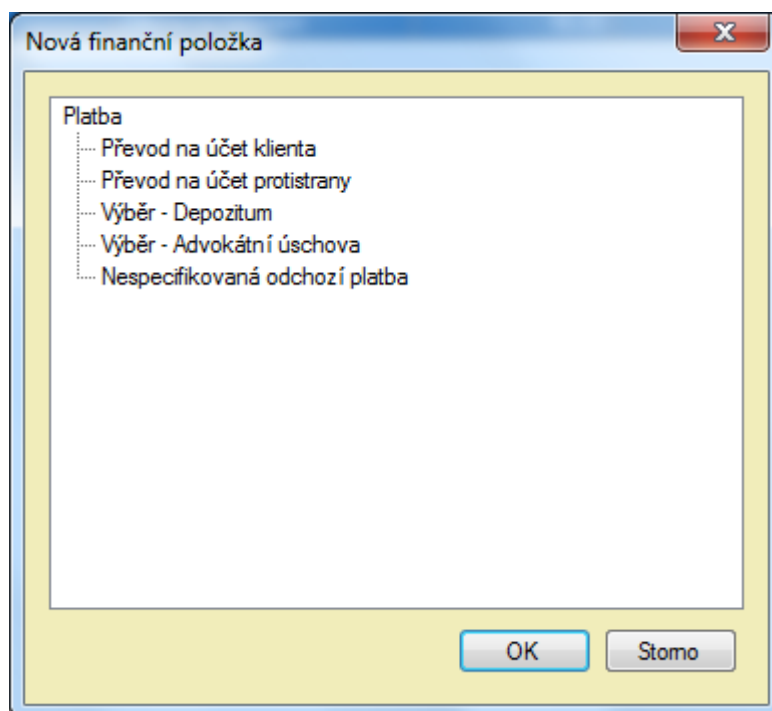 Nová finanční položka
Platba
Převod na účet klienta
Převod na účet protistrany
Výběr - Depozitum
Výběr - Advokátní úschova
Nespecifikovaná odchozí platba
OK
Storno